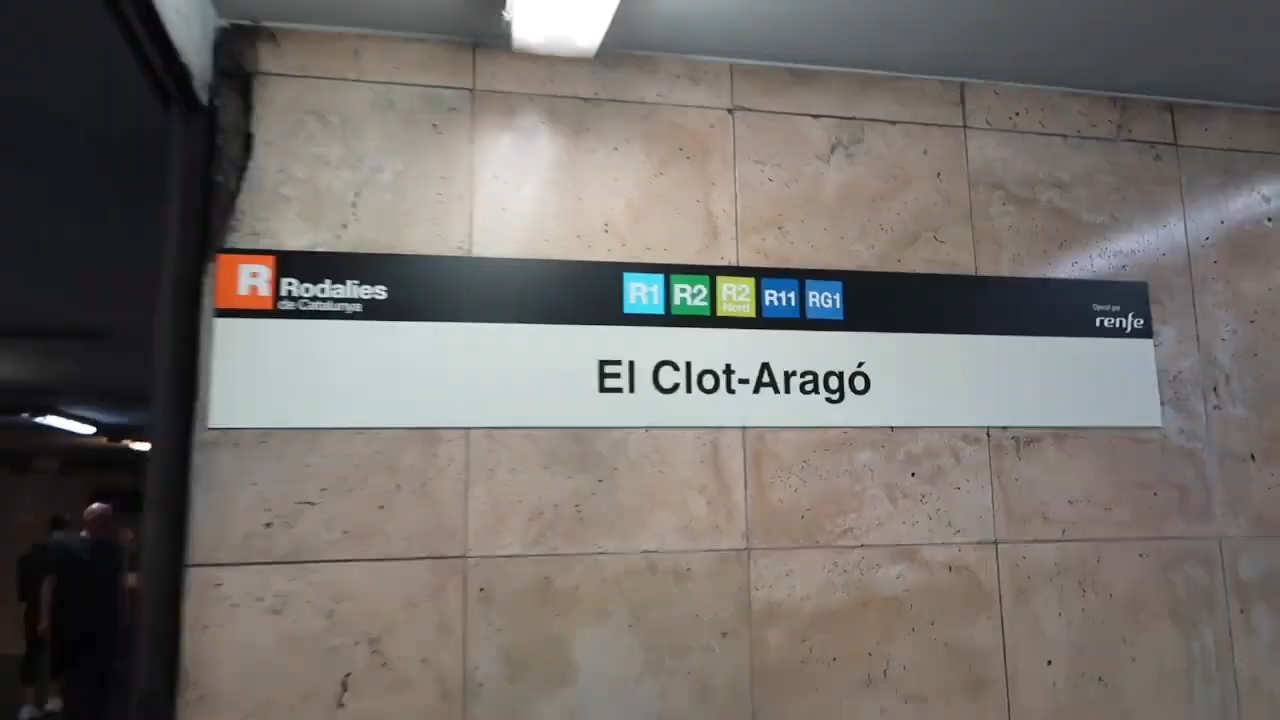 R Rodalies
de Catalunya
R1 R2 R2 Nord R11 RG1
Operat per
renfe
El Clot-Aragó